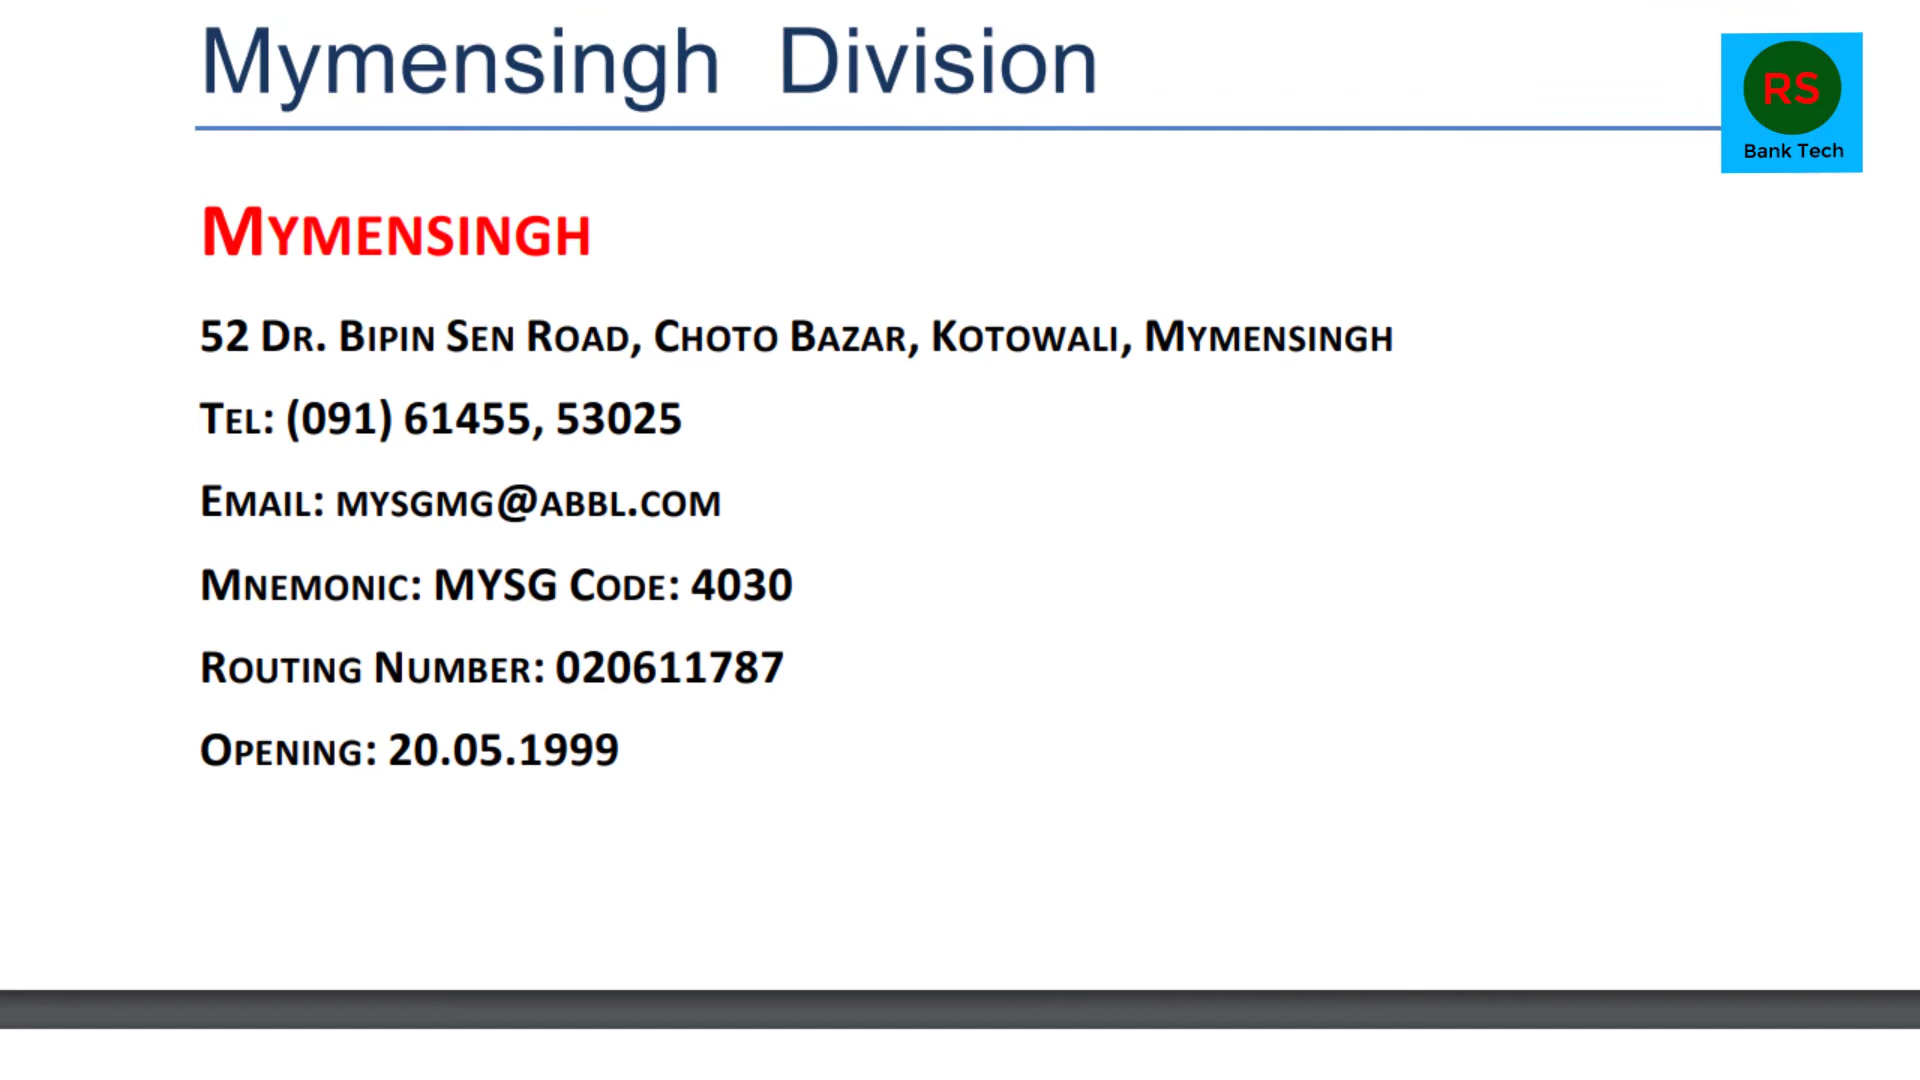 Mymensingh Division
RS
Bank Tech
MYMENSINGH
52 DR. BIPIN SEN ROAD, CHOTO BAZAR, KOTOWALI, MYMENSINGH
TEL: (091) 61455, 53025
EMAIL: MYSGMG@ABBL.COM
MNEMONIC: MYSG CODE: 4030
ROUTING NUMBER: 020611787
OPENING: 20.05.1999